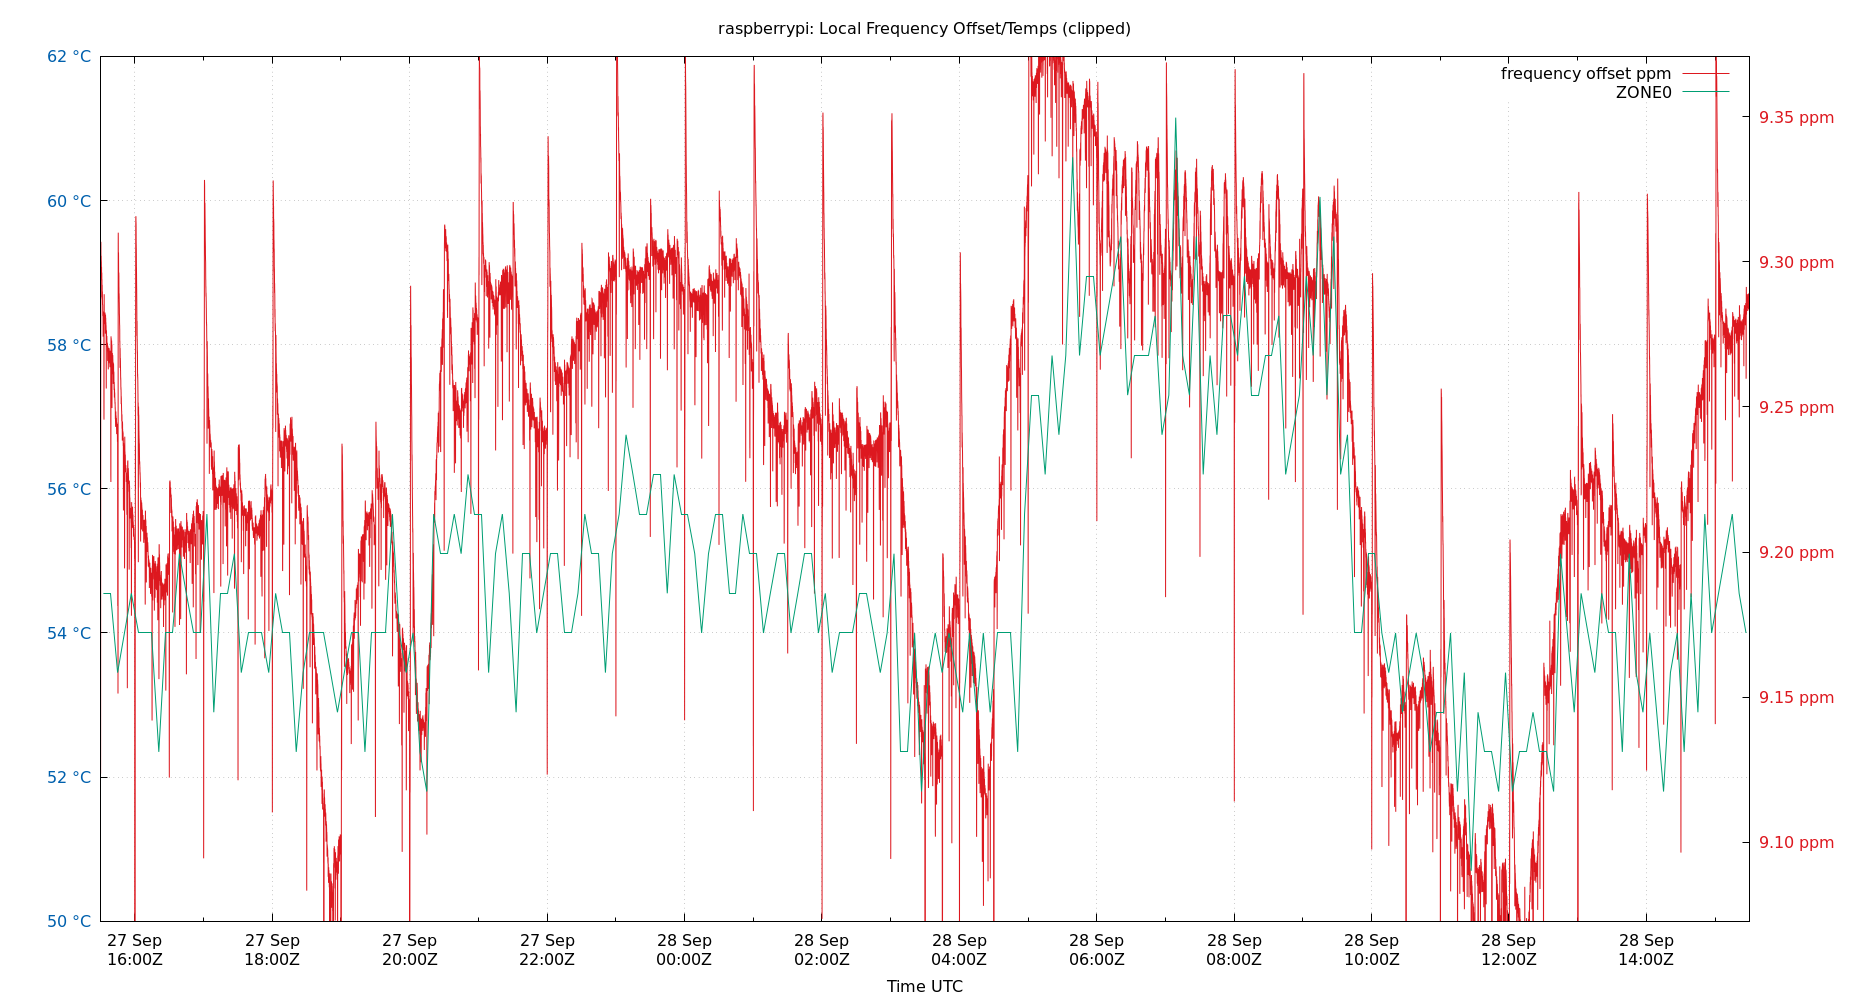 raspberrypi: Local Frequency Offset/Temps (clipped)
frequency offset ppm
ZONE0
62 °C
60 °C
58 °C
56 °C
54 °C
52 °C
50 °C
9.35 ppm
9.30 ppm
9.25 ppm
9.20 ppm
9.15 ppm
9.10 ppm
27 Sep
16:00Z
27 Sep
18:00Z
27 Sep
20:00Z
27 Sep
22:00Z
28 Sep
00:00Z
28 Sep
02:00Z
28 Sep
04:00Z
28 Sep
06:00Z
28 Sep
08:00Z
28 Sep
10:00Z
28 Sep
12:00Z
28 Sep
14:00Z
Time UTC